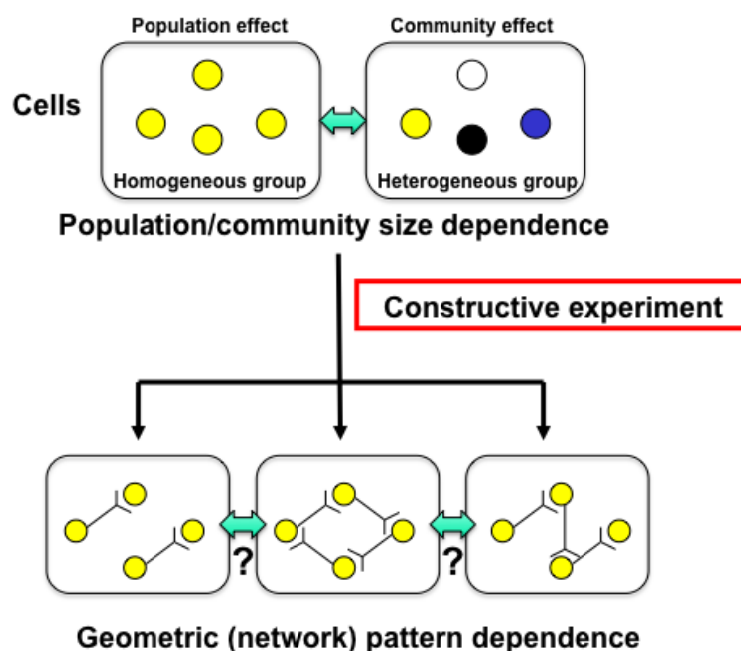 Population effect
Community effect
Cells
Homogeneous group
Heterogeneous group
Population/community size dependence
Constructive experiment
?
?
Geometric (network) pattern dependence